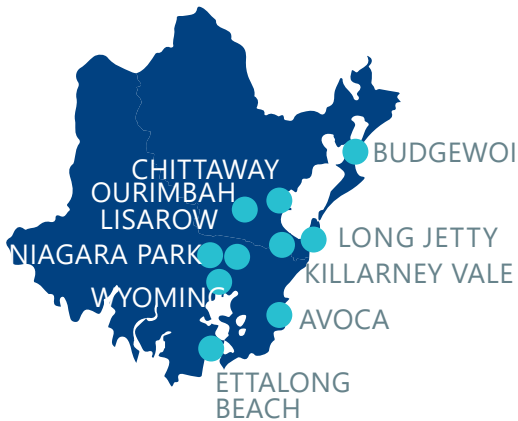 BUDGEWOI
CHITTAWAY
OURIMBAH
LISAROW
LONG JETTY
NIAGARA PARK
KILLARNEY VALE
WYOMING
AVOCA
ETTALONG
BEACH